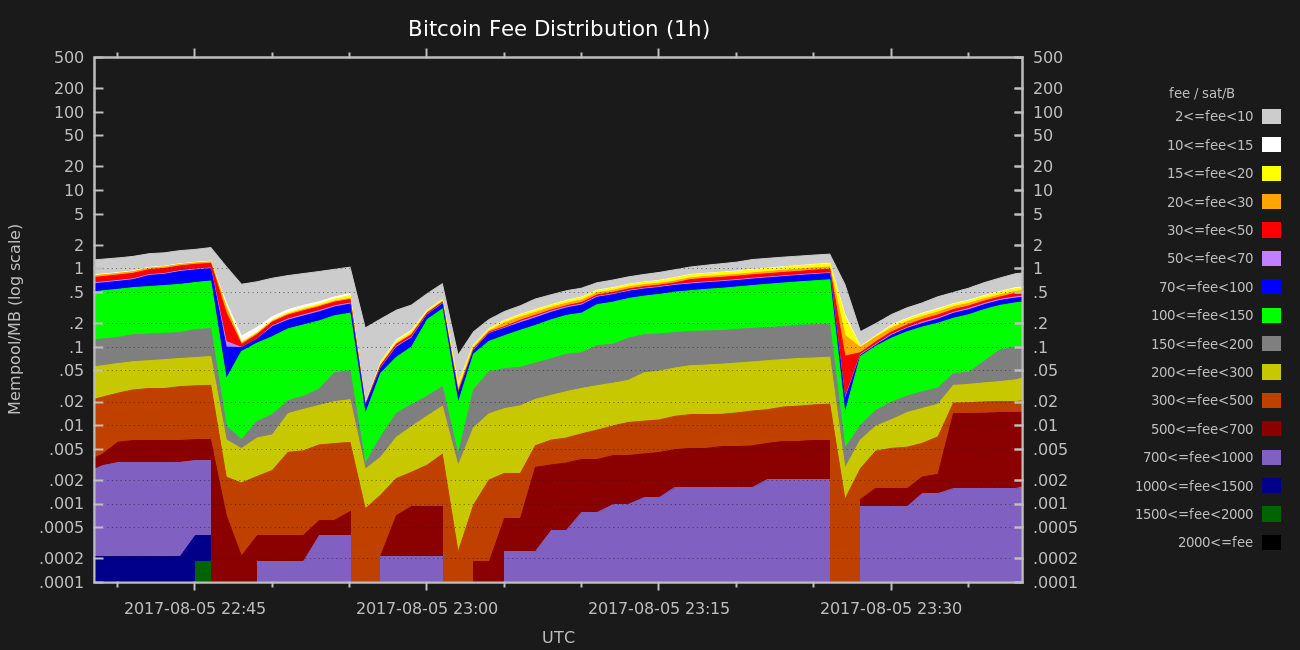 Bitcoin Fee Distribution (1h)
Mempool/MB (log scale)
500
200
100
50
20
10
5
2
1
.5
.2
.1
.05
.02
.01
.005
.002
.001
.0005
.0002
.0001
500
200
100
50
20
10
5
2
1
.5
.2
.1
.05
.02
.01
.005
.002
.001
.0005
.0002
.0001
2017-08-05 22:45
2017-08-05 23:00
2017-08-05 23:15
2017-08-05 23:30
UTC
fee / sat/B
2<=fee<10
10<=fee<15
15<=fee<20
20<=fee<30
30<=fee<50
50<=fee<70
70<=fee<100
100<=fee<150
150<=fee<200
200<=fee<300
300<=fee<500
500<=fee<700
700<=fee<1000
1000<=fee<1500
1500<=fee<2000
2000<=fee